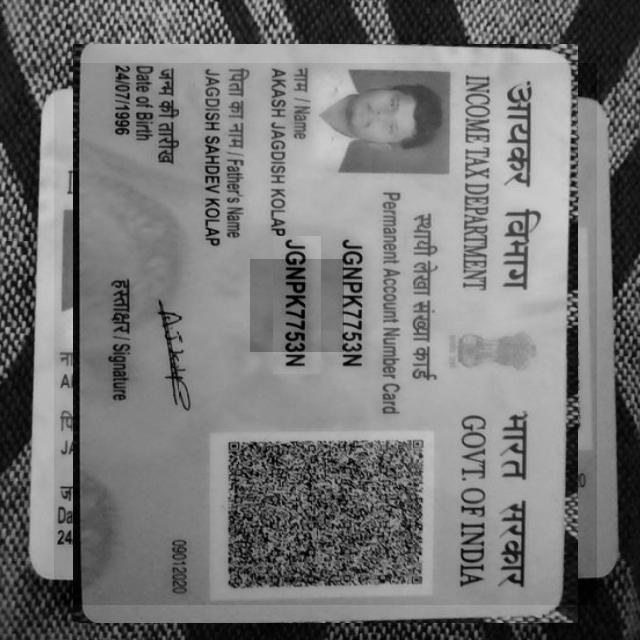 आयकर विभाग
INCOME TAX DEPARTMENT
भारत सरकार
GOVT. OF INDIA
स्थायी लेखा संख्या कार्ड
Permanent Account Number Card
JGNPK7753N
JGNPK7753N
नाम / Name
AKASH JAGDISH KOLAP
पिता का नाम / Father's Name
JAGDISH SAHDEV KOLAP
जन्म की तारीख
Date of Birth
24/07/1996
हस्ताक्षर / Signature
09012020